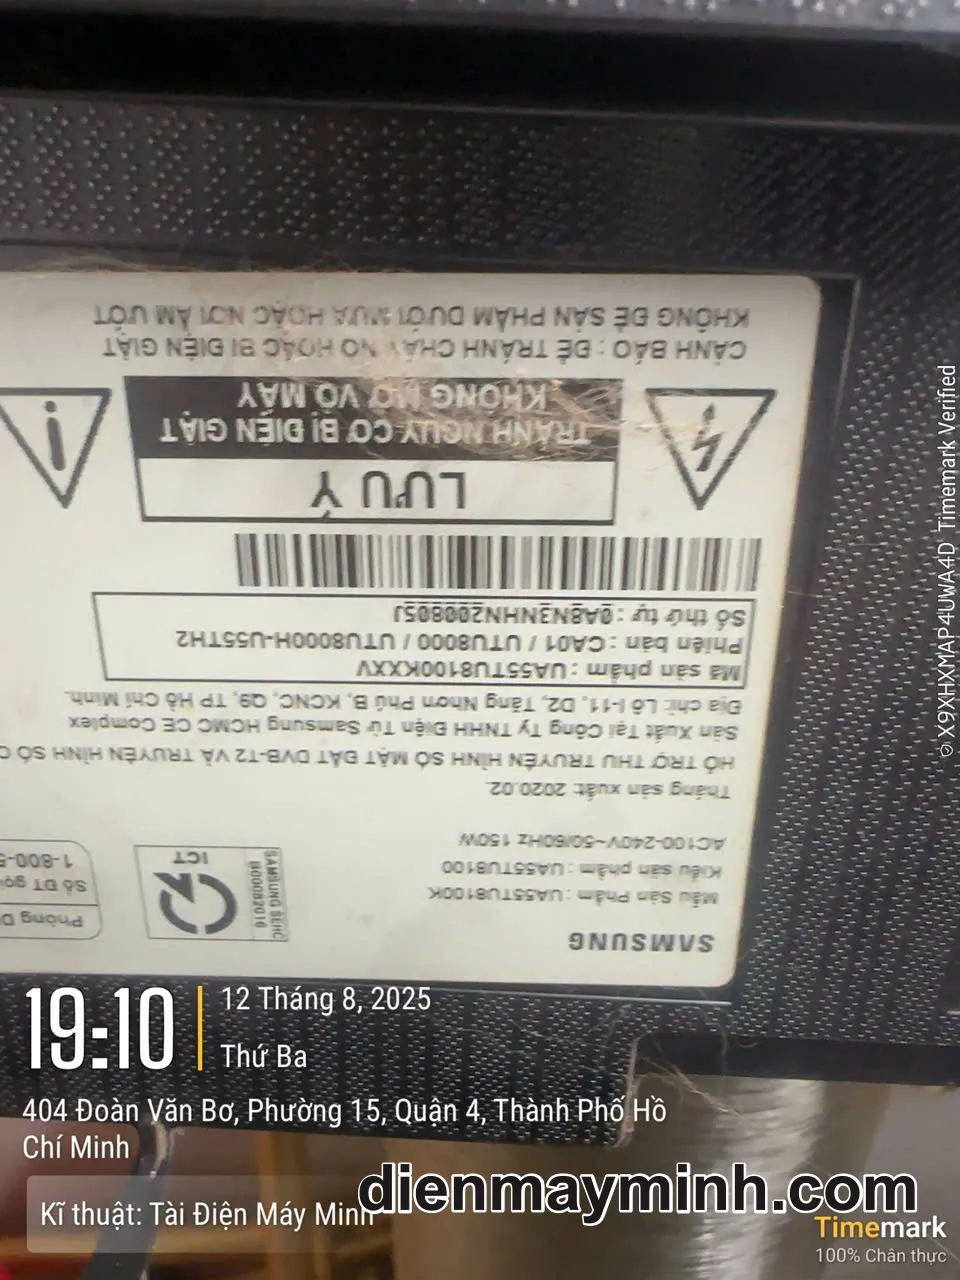 SAMSUNG
Mẫu Sản Phẩm : UA55TU8100K
Kiểu sản phẩm : UA55TU8100
AC100-240V~50/60Hz 150W
SAMSUNG SEHC
B00082016
ICT
Phòng
Số ĐT
1-800-5
Tháng sản xuất: 2020.02.
HỖ TRỢ THU TRUYỀN HÌNH SỐ MẶT ĐẤT DVB-T2 VÀ TRUYỀN HÌNH SỐ
Sản Xuất Tại Công Ty TNHH Điện Tử Samsung HCMC CE Complex
Địa chỉ: Lô I-11, D2, Tăng Nhơn Phú B, KCNC, Q9, TP Hồ Chí Minh.
Mã sản phẩm : UA55TU8100KXXV
Phiên bản : CA01 / UTU8000 / UTU8000H-U55TH2
Số thứ tự : 0A8N3NHN200805J
LƯU Ý
TRÁNH NGUY CƠ BỊ ĐIỆN GIẬT
KHÔNG MỞ VỎ MÁY
CẢNH BÁO : ĐỂ TRÁNH CHÁY NỔ HOẶC BỊ ĐIỆN GIẬT
KHÔNG ĐỂ SẢN PHẨM DƯỚI MƯA HOẶC NƠI ẨM ƯỚT
19:10
12 Tháng 8, 2025
Thứ Ba
404 Đoàn Văn Bơ, Phường 15, Quận 4, Thành Phố Hồ
Chí Minh
Kĩ thuật: Tài Điện Máy Minh
dienmayminh.com
Timemark
100% Chân thực
X9XHXMAP4UWA4D Timemark Verified